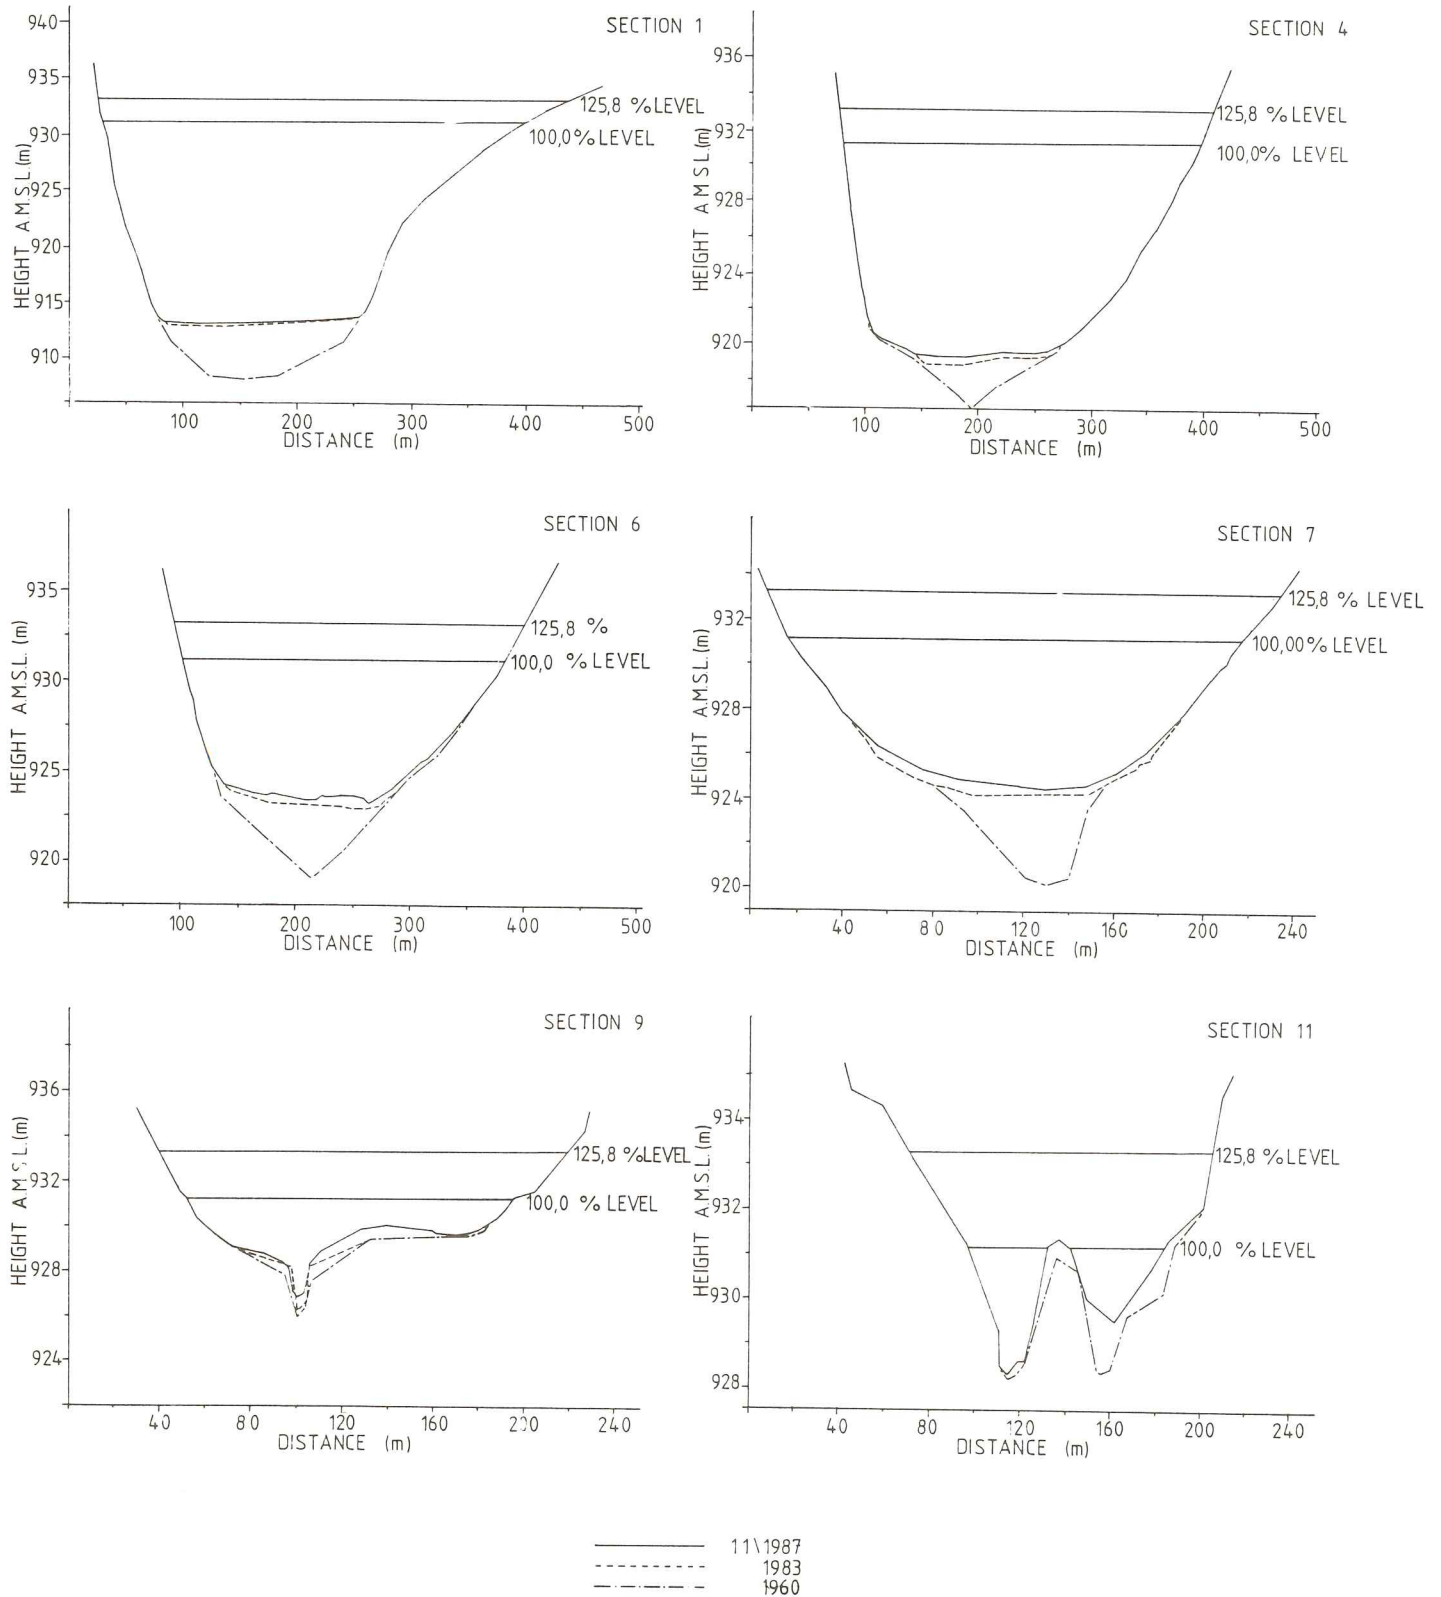 SECTION 1
940
935
930
925
920
915
910
HEIGHT A.M.S.L.(m)
125,8 % LEVEL
100,0% LEVEL
100 200 300 400 500
DISTANCE (m)
SECTION 4
936
932
928
924
920
HEIGHT A M S L.(m)
125,8 % LEVEL
100,0% LEVEL
100 200 300 400 500
DISTANCE (m)
SECTION 6
935
930
925
920
HEIGHT A.M.S.L. (m)
125,8 %
100,0 % LEVEL
100 200 300 400 500
DISTANCE (m)
SECTION 7
932
928
924
920
HEIGHT A.M.S.L. (m)
125,8 % LEVEL
100,00% LEVEL
40 80 120 160 200 240
DISTANCE (m)
SECTION 9
936
932
928
924
HEIGHT A.M S.L.(m)
125,8 % LEVEL
100,0 % LEVEL
40 80 120 160 220 240
DISTANCE (m)
SECTION 11
934
932
930
928
HEIGHT A.M.S.L.(m)
125,8 % LEVEL
100,0 % LEVEL
40 80 120 160 200 240
DISTANCE (m)
11\1987
1983
1960